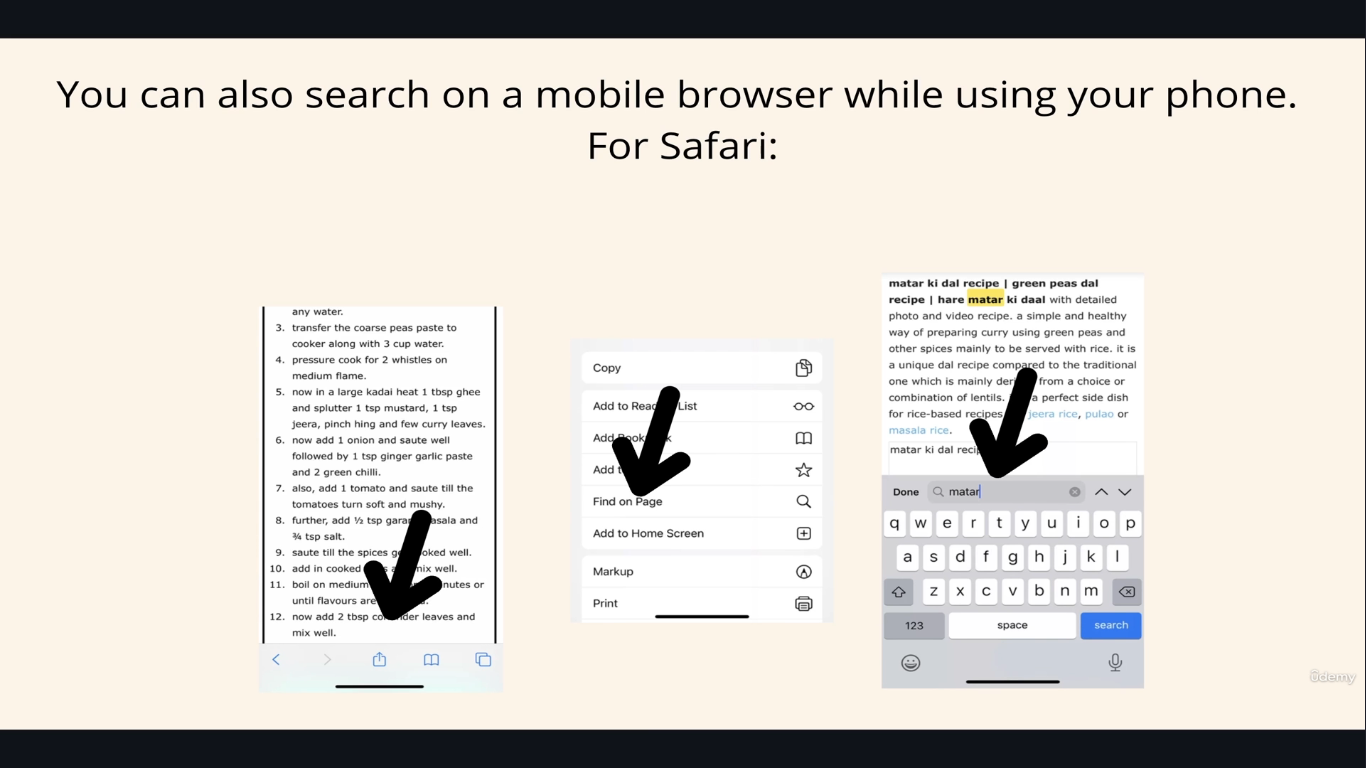 You can also search on a mobile browser while using your phone.
For Safari:
any water.
3. transfer the coarse peas paste to
cooker along with 3 cup water.
4. pressure cook for 2 whistles on
medium flame.
5. now in a large kadai heat 1 tbsp ghee
and splutter 1 tsp mustard, 1 tsp
jeera, pinch hing and few curry leaves.
6. now add 1 onion and saute well
followed by 1 tsp ginger garlic paste
and 2 green chilli.
7. also, add 1 tomato and saute till the
tomatoes turn soft and mushy.
8. further, add ½ tsp and
¾ tsp salt.
9. saute till the spices well.
10. add in cooked mix well.
11. boil on medium or
until flavours are
12. now add 2 tbsp leaves and
mix well.
Copy
Add to List
Add
Add
Find on Page
Add to Home Screen
Markup
Print
matar ki dal recipe | green peas dal
recipe | hare matar ki daal with detailed
photo and video recipe. a simple and healthy
way of preparing curry using green peas and
other spices mainly to be served with rice. it is
a unique dal recipe compared to the traditional
one which is mainly from a choice or
combination of lentils. a perfect side dish
for rice-based recipes jeera rice, pulao or
masala rice.
matar ki dal
Done matar
q w e r t y u i o p
a s d f g h j k l
z x c v b n m
123 space search
ûdemy